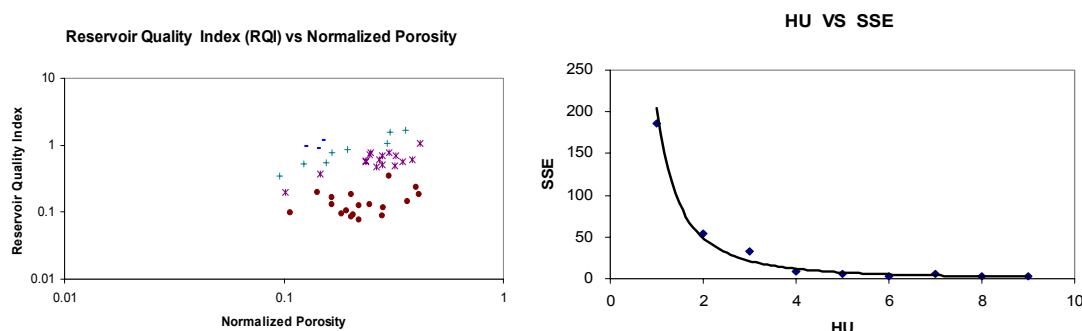 Reservoir Quality Index (RQI) vs Normalized Porosity
10
1
0.1
0.01
Reservoir Quality Index
0.01 0.1 1
Normalized Porosity
HU VS SSE
250
200
150
100
50
0
SSE
0 2 4 6 8 10
HU